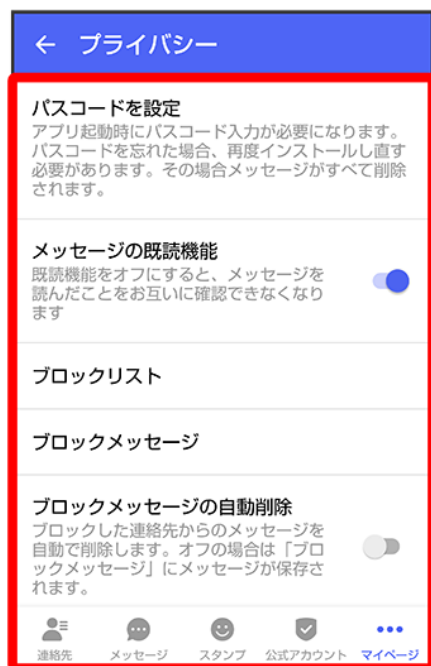 ← プライバシー
パスコードを設定
アプリ起動時にパスコード入力が必要になります。
パスコードを忘れた場合、再度インストールし直す
必要があります。その場合メッセージがすべて削除
されます。
メッセージの既読機能
既読機能をオフにすると、メッセージを
読んだことをお互いに確認できなくなり
ます
ブロックリスト
ブロックメッセージ
ブロックメッセージの自動削除
ブロックした連絡先からのメッセージを
自動で削除します。オフの場合は「ブロ
ックメッセージ」にメッセージが保存さ
れます。
連絡先 メッセージ スタンプ 公式アカウント マイページ